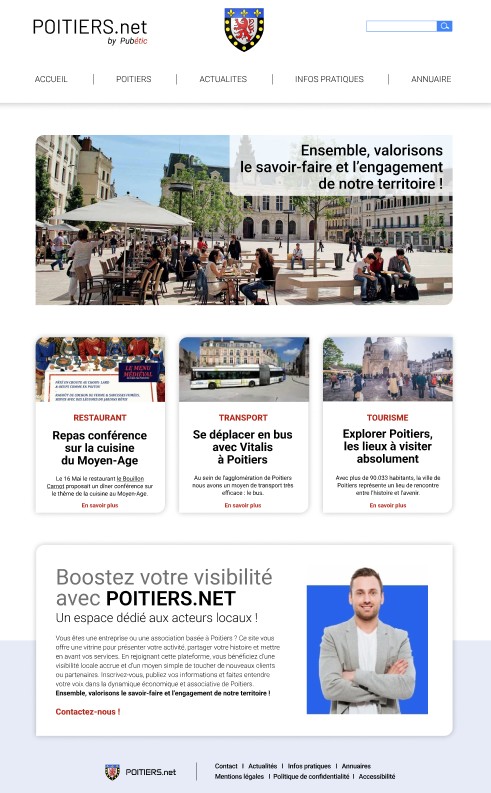 POITIERS.net
by Pubétic
ACCUEIL
POITIERS
ACTUALITES
INFOS PRATIQUES
ANNUAIRE
Ensemble, valorisons
le savoir-faire et l'engagement
de notre territoire !
LE MENU
MÉDIÉVAL
RESTAURANT
Repas conférence
sur la cuisine
du Moyen-Age
Le 16 Mai le restaurant le Bouillon
Carnot proposait un dîner conférence sur
le thème de la cuisine au Moyen-Age.
En savoir plus
TRANSPORT
Se déplacer en bus
avec Vitalis
à Poitiers
Au sein de l'agglomération de Poitiers
nous avons un moyen de transport très
efficace : le bus.
En savoir plus
TOURISME
Explorer Poitiers,
les lieux à visiter
absolument
Avec plus de 90.033 habitants, la ville de
Poitiers représente un lieu de rencontre
entre l'histoire et l'avenir.
En savoir plus
Boostez votre visibilité
avec POITIERS.NET
Un espace dédié aux acteurs locaux !
Vous êtes une entreprise ou une association basée à Poitiers ? Ce site vous
offre une vitrine pour présenter votre activité, partager votre histoire et mettre
en avant vos services. En rejoignant cette plateforme, vous bénéficiez d'une
visibilité locale accrue et d'un moyen simple de toucher de nouveaux clients
ou partenaires. Inscrivez-vous, publiez vos informations et faites entendre
votre voix dans la dynamique économique et associative de Poitiers.
Ensemble, valorisons le savoir-faire et l'engagement de notre territoire !
Contactez-nous !
POITIERS.net
Contact I Actualités I Infos pratiques I Annuaires
Mentions légales I Politique de confidentialité I Accessibilité